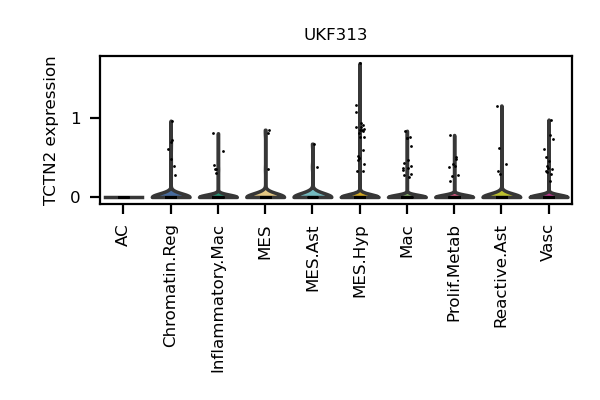 UKF313
TCTN2 expression
1
0
AC
Chromatin.Reg
Inflammatory.Mac
MES
MES.Ast
MES.Hyp
Mac
Prolif.Metab
Reactive.Ast
Vasc